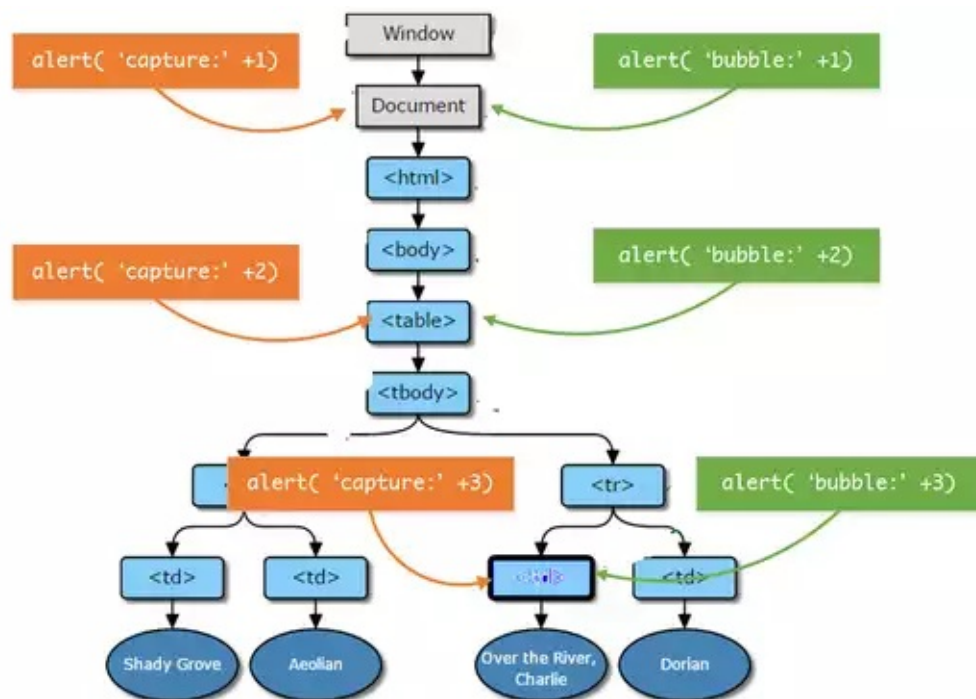 Window
alert( ‘capture:’ +1)
alert( ‘bubble:’ +1)
Document
<html>
<body>
alert( ‘capture:’ +2)
alert( ‘bubble:’ +2)
<table>
<tbody>
alert( ‘capture:’ +3)
<tr>
alert( ‘bubble:’ +3)
<td>
<td>
<td>
Shady Grove
Aeolian
Over the River,
Charlie
Dorian